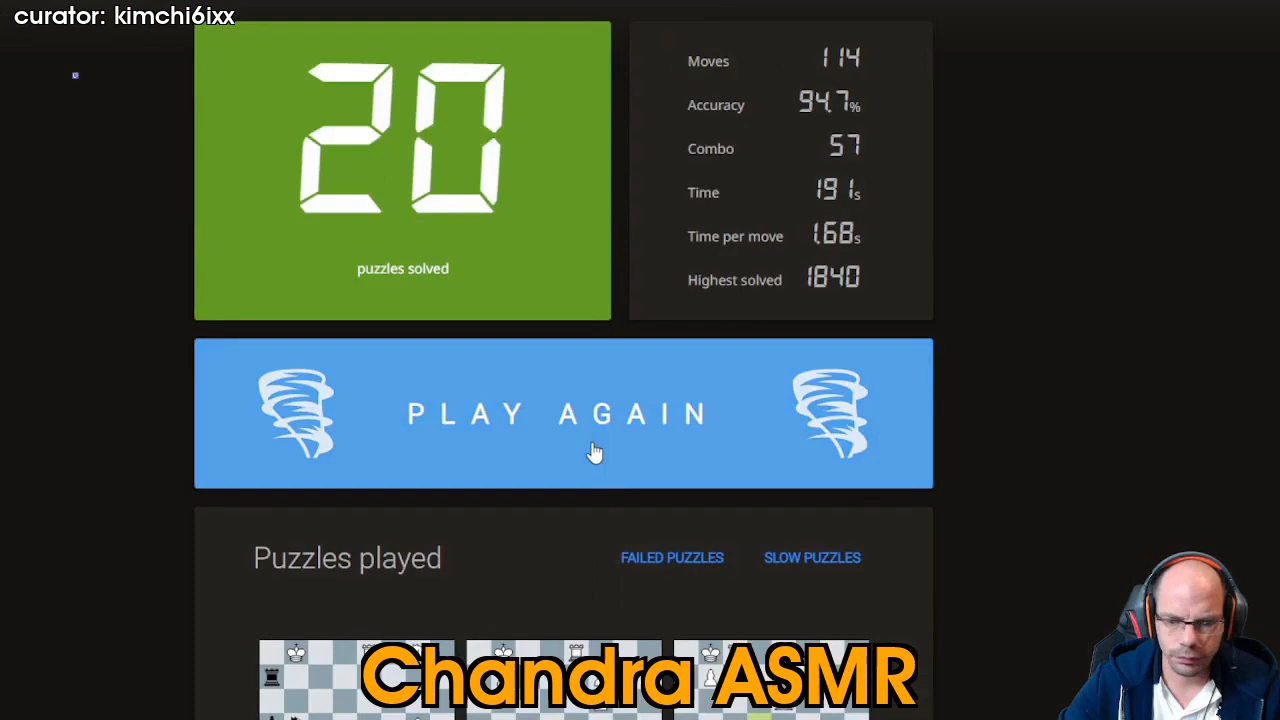 curator: kimchi6ixx
20
puzzles solved
Moves 114
Accuracy 94.7%
Combo 57
Time 191s
Time per move 1.68s
Highest solved 1840
PLAY AGAIN
Puzzles played
FAILED PUZZLES
SLOW PUZZLES
Chandra ASMR